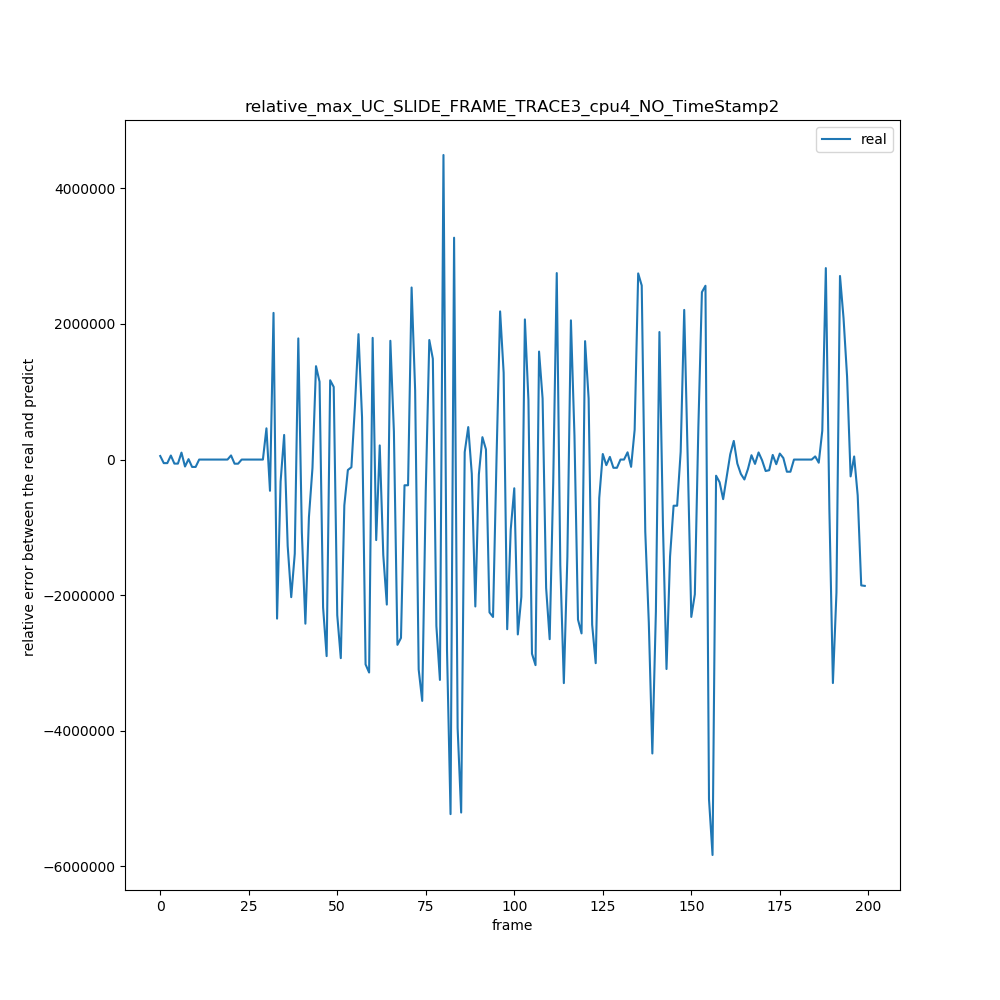 relative_max_UC_SLIDE_FRAME_TRACE3_cpu4_NO_TimeStamp2
real
relative error between the real and predict
4000000
2000000
0
−2000000
−4000000
−6000000
0 25 50 75 100 125 150 175 200
frame